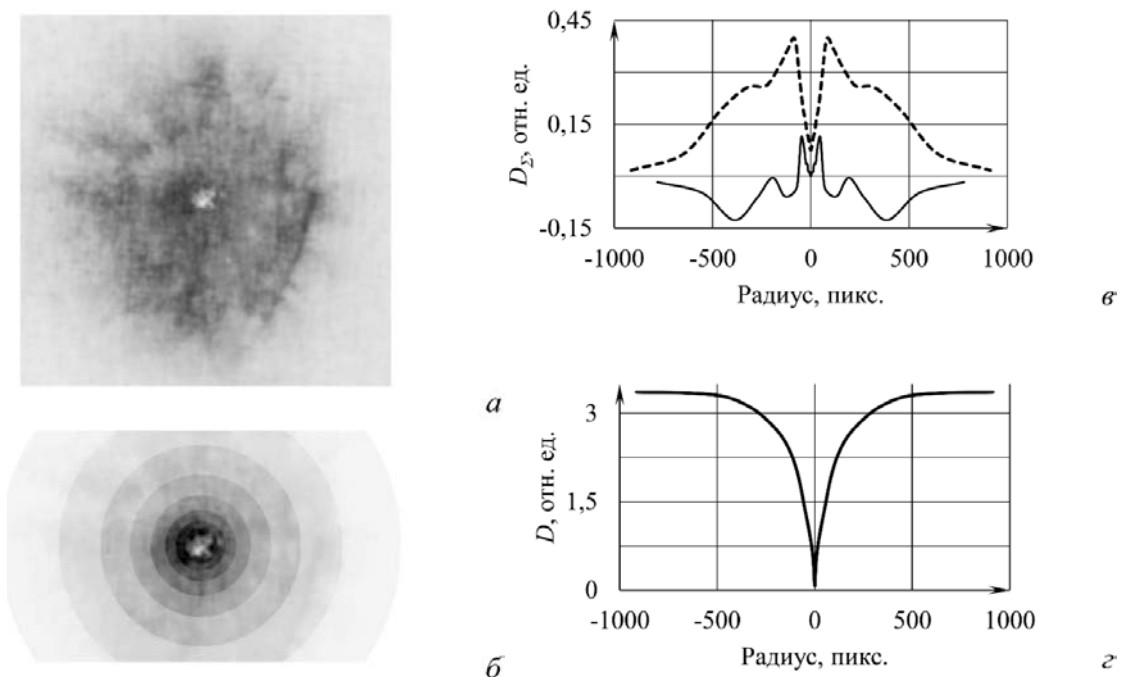 а
б
0,45
0,15
-0,15
D_Σ, отн. ед.
-1000 -500 0 500 1000
Радиус, пикс.
в
3
1,5
0
D, отн. ед.
-1000 -500 0 500 1000
Радиус, пикс.
г